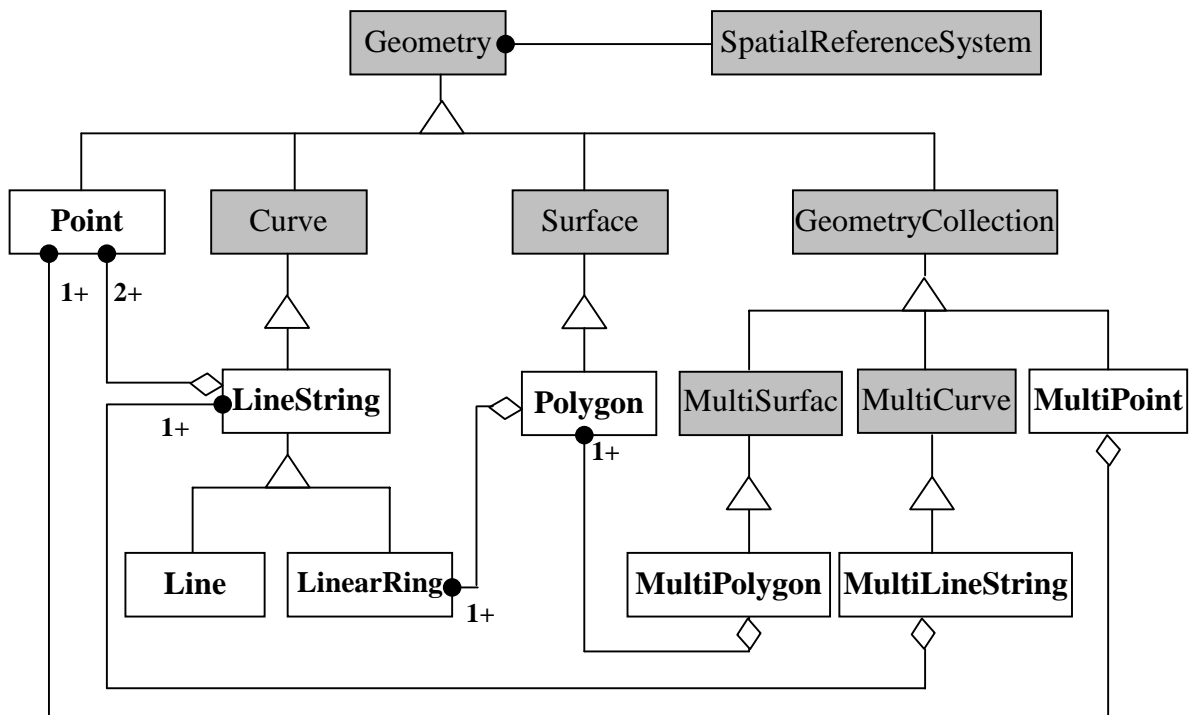 Geometry
SpatialReferenceSystem
Point
Curve
Surface
GeometryCollection
1+
2+
LineString
1+
Polygon
1+
MultiSurfac
MultiCurve
MultiPoint
Line
LinearRing
1+
MultiPolygon
MultiLineString